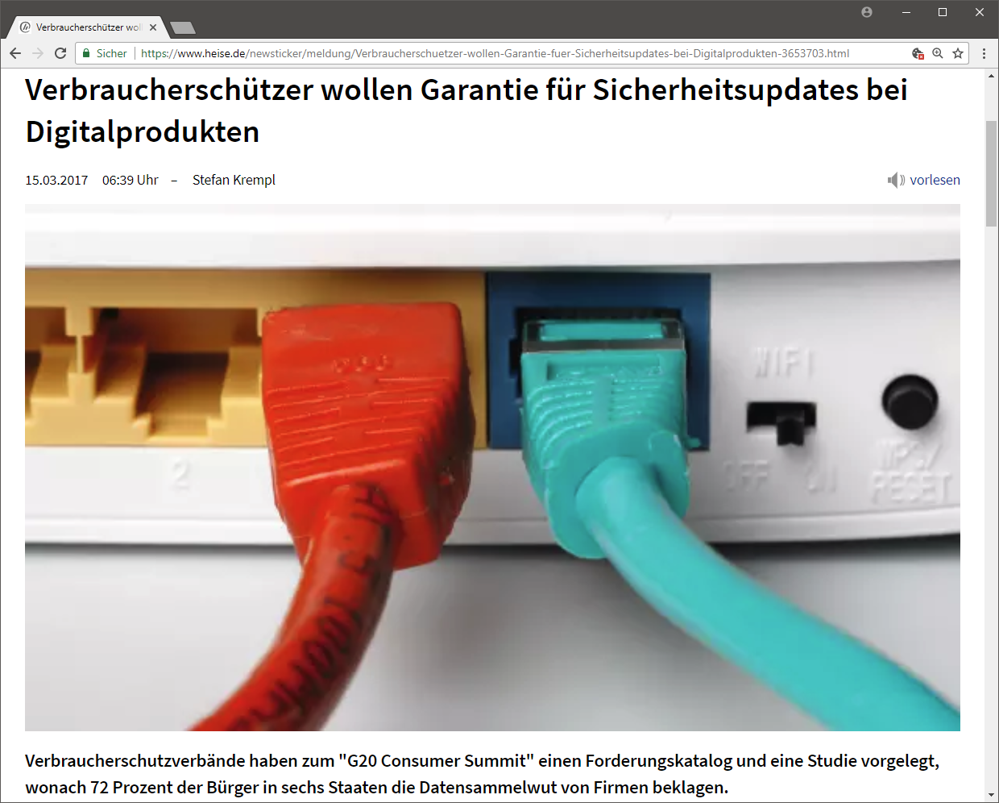 Verbraucherschützer wol
Sicher
https://www.heise.de/newsticker/meldung/Verbraucherschuetzer-wollen-Garantie-fuer-Sicherheitsupdates-bei-Digitalprodukten-3653703.html
Verbraucherschützer wollen Garantie für Sicherheitsupdates bei
Digitalprodukten
15.03.2017 06:39 Uhr – Stefan Krempl
vorlesen
WIFI
OFF ON
WPS/
RESET
2
Verbraucherschutzverbände haben zum "G20 Consumer Summit" einen Forderungskatalog und eine Studie vorgelegt,
wonach 72 Prozent der Bürger in sechs Staaten die Datensammelwut von Firmen beklagen.